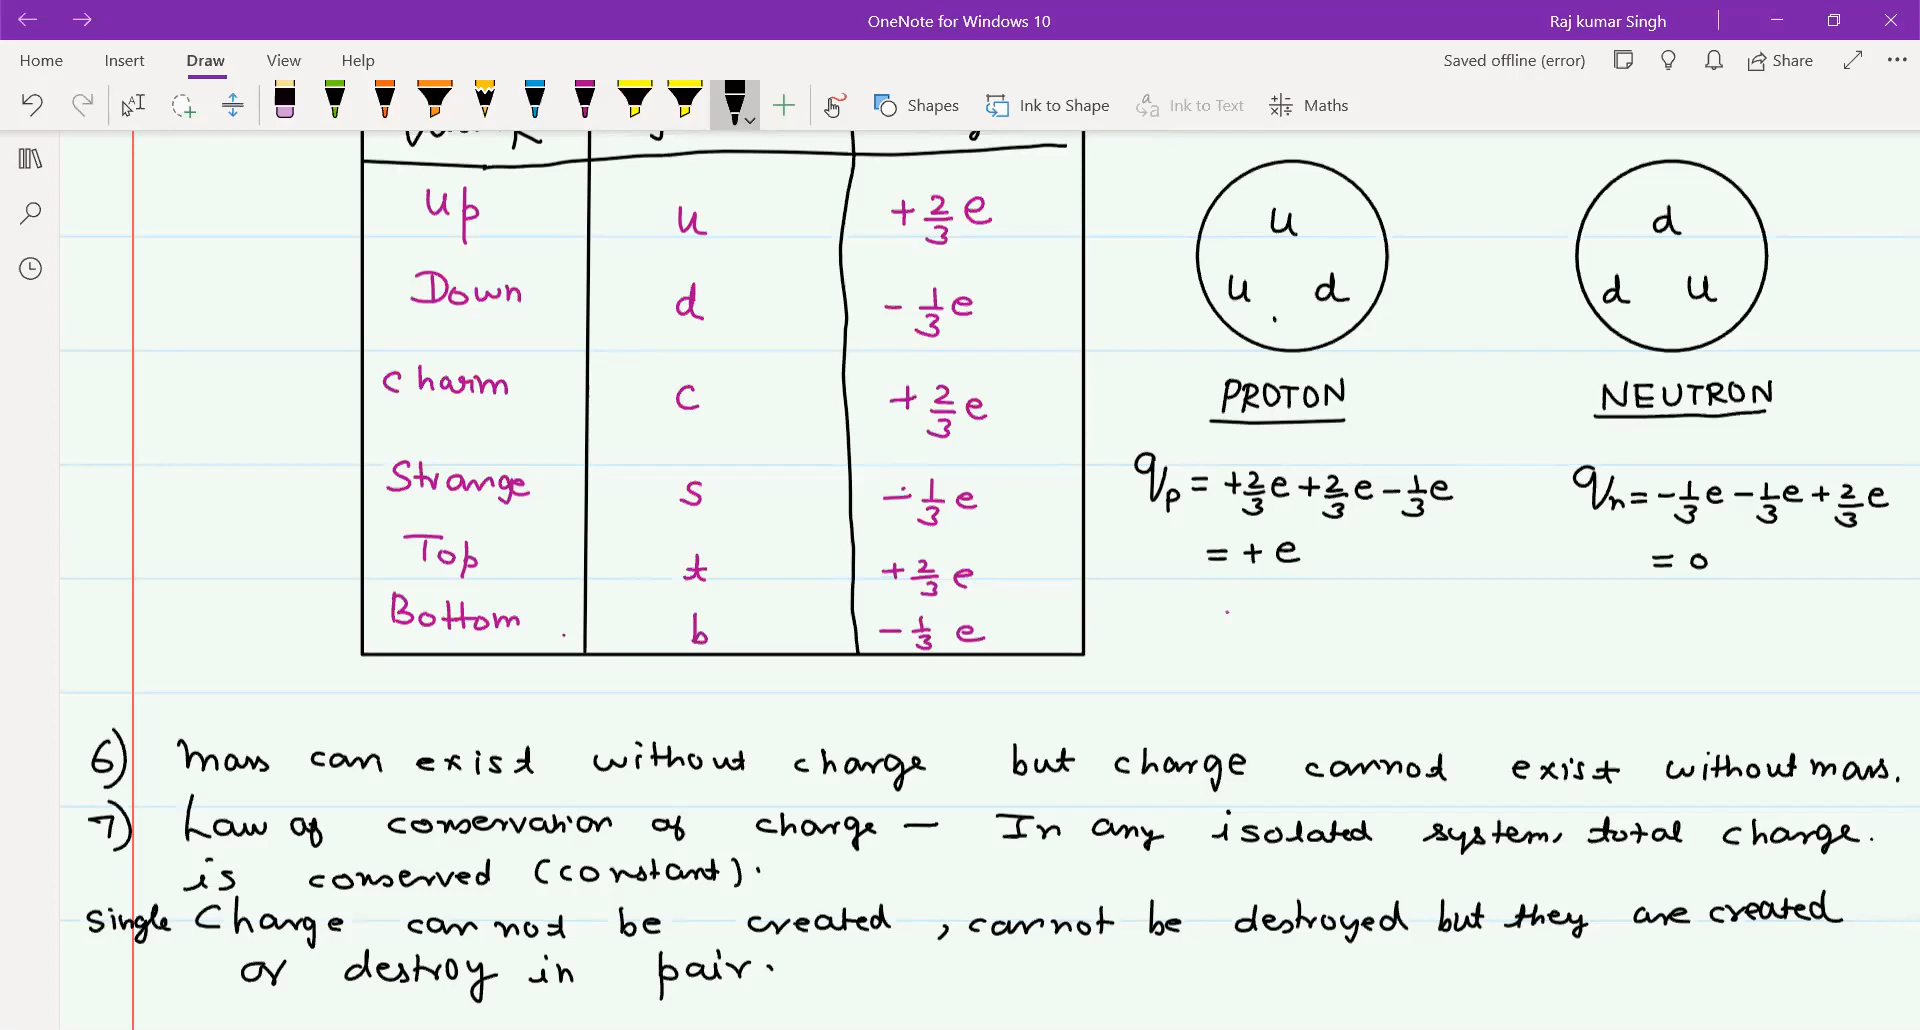 OneNote for Windows 10
Raj kumar Singh
Home Insert Draw View Help
Saved offline (error) Share
Shapes Ink to Shape Ink to Text Maths
Up u +2/3 e
Down d -1/3 e
Charm c +2/3 e
Strange s -1/3 e
Top t +2/3 e
Bottom b -1/3 e
u
u d
PROTON
qp = +2/3 e +2/3 e -1/3 e
= + e
d
d u
NEUTRON
qn = -1/3 e -1/3 e +2/3 e
= 0
6) mass can exist without charge but charge cannot exist without mass.
7) Law of conservation of charge — In any isolated system, total charge.
is conserved (constant).
single Charge can not be created, cannot be destroyed but they are created
or destroy in pair.